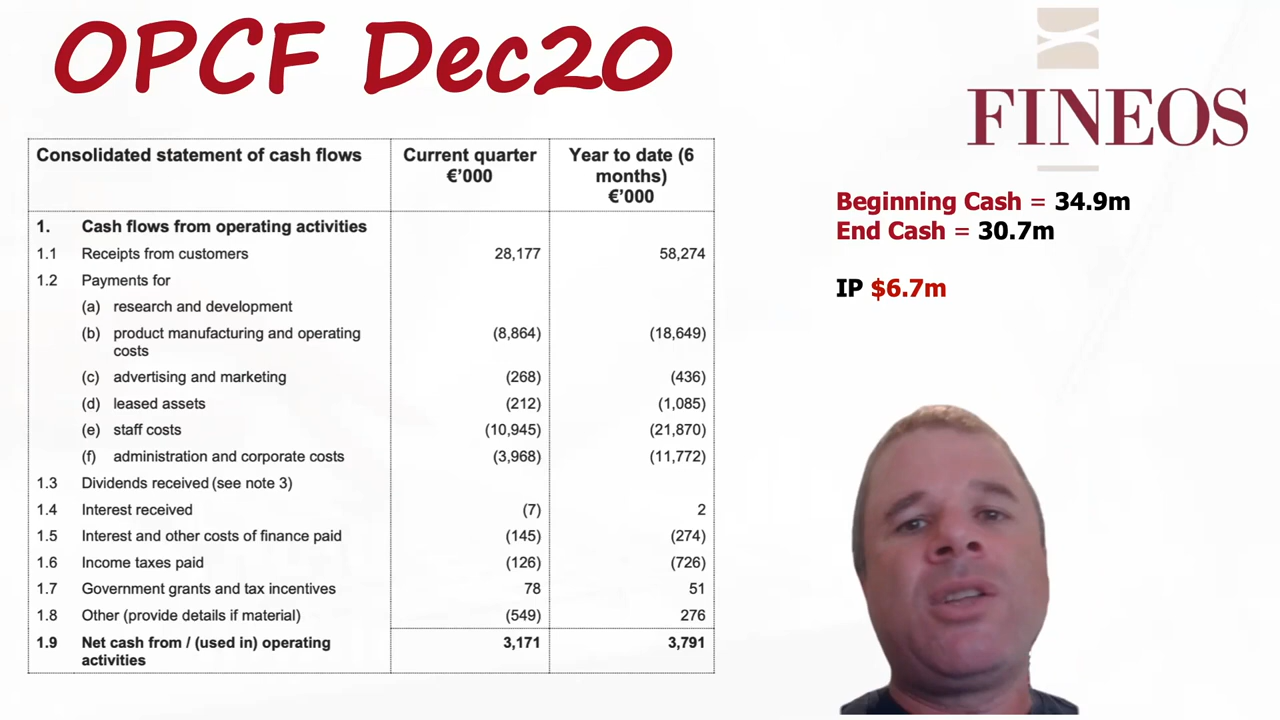 OPCF Dec20
FINEOS
Consolidated statement of cash flows Current quarter €’000 Year to date (6 months) €’000
1. Cash flows from operating activities
1.1 Receipts from customers 28,177 58,274
1.2 Payments for
(a) research and development
(b) product manufacturing and operating costs (8,864) (18,649)
(c) advertising and marketing (268) (436)
(d) leased assets (212) (1,085)
(e) staff costs (10,945) (21,870)
(f) administration and corporate costs (3,968) (11,772)
1.3 Dividends received (see note 3)
1.4 Interest received (7) 2
1.5 Interest and other costs of finance paid (145) (274)
1.6 Income taxes paid (126) (726)
1.7 Government grants and tax incentives 78 51
1.8 Other (provide details if material) (549) 276
1.9 Net cash from / (used in) operating activities 3,171 3,791
Beginning Cash = 34.9m
End Cash = 30.7m
IP $6.7m